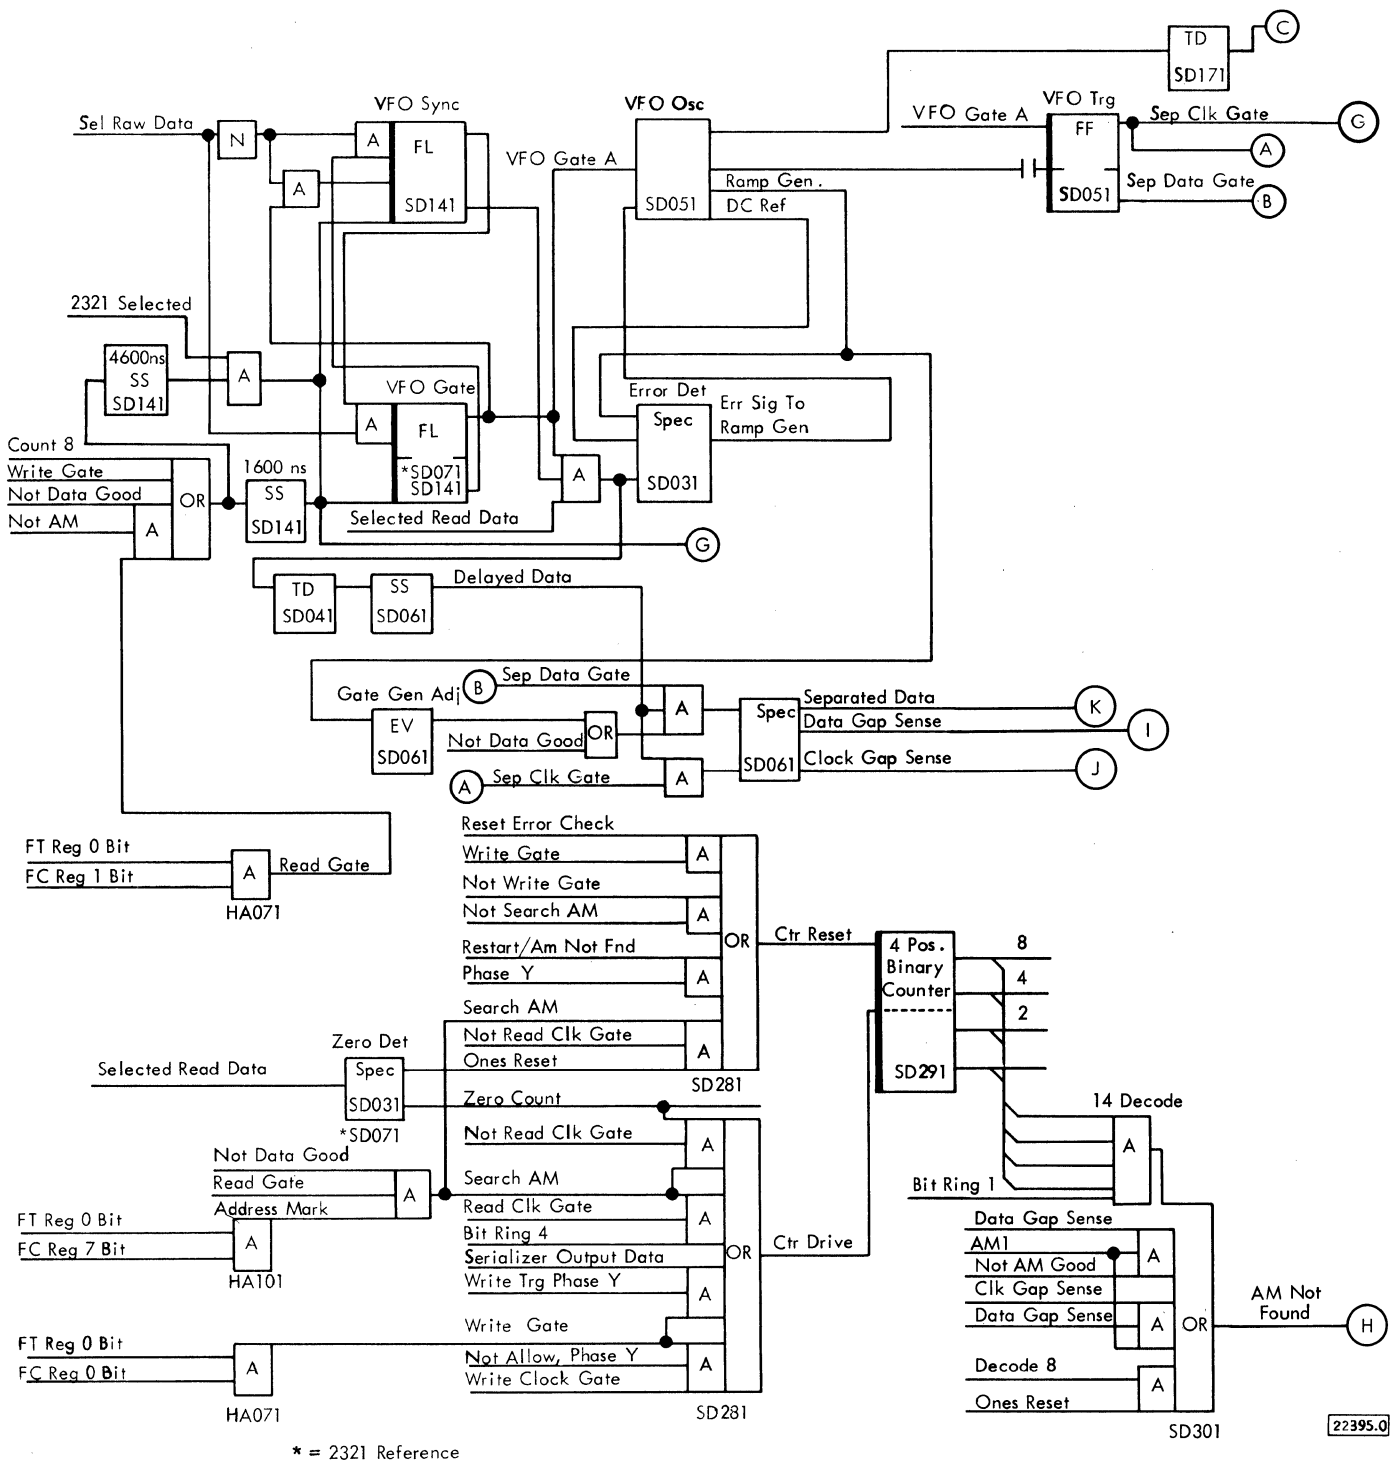 TD
SD171
C
VFO Sync
VFO Osc
VFO Trg
Sel Raw Data
N
A
FL
SD141
A
VFO Gate A
SD051
Ramp Gen.
DC Ref
VFO Gate A
FF
SD051
Sep Clk Gate
G
A
Sep Data Gate
B
2321 Selected
4600ns
SS
SD141
A
VFO Gate
A
FL
*SD071
SD141
Error Det
Spec
SD031
Err Sig To
Ramp Gen
Count 8
Write Gate
Not Data Good
Not AM
A
OR
1600 ns
SS
SD141
A
Selected Read Data
G
TD
SD041
SS
SD061
Delayed Data
Gate Gen Adj
B
Sep Data Gate
EV
SD061
Not Data Good
OR
A
A
Sep Clk Gate
A
Spec
SD061
Separated Data
K
Data Gap Sense
I
Clock Gap Sense
J
FT Reg 0 Bit
FC Reg 1 Bit
A
HA071
Read Gate
Reset Error Check
Write Gate
A
Not Write Gate
Not Search AM
A
Restart/Am Not Fnd
Phase Y
A
Search AM
Not Read Clk Gate
Ones Reset
A
OR
SD281
Ctr Reset
4 Pos.
Binary
Counter
SD291
8
4
2
Zero Det
Selected Read Data
Spec
SD031
*SD071
Zero Count
Not Read Clk Gate
A
Not Data Good
Read Gate
Address Mark
A
FT Reg 0 Bit
FC Reg 7 Bit
A
HA101
Search AM
Read Clk Gate
Bit Ring 4
A
Serializer Output Data
Write Trg Phase Y
A
OR
Ctr Drive
Write Gate
Not Allow, Phase Y
Write Clock Gate
A
SD281
FT Reg 0 Bit
FC Reg 0 Bit
A
HA071
14 Decode
A
Bit Ring 1
Data Gap Sense
AM1
Not AM Good
A
Clk Gap Sense
Data Gap Sense
A
Decode 8
Ones Reset
A
OR
SD301
AM Not
Found
H
22395.0
* = 2321 Reference